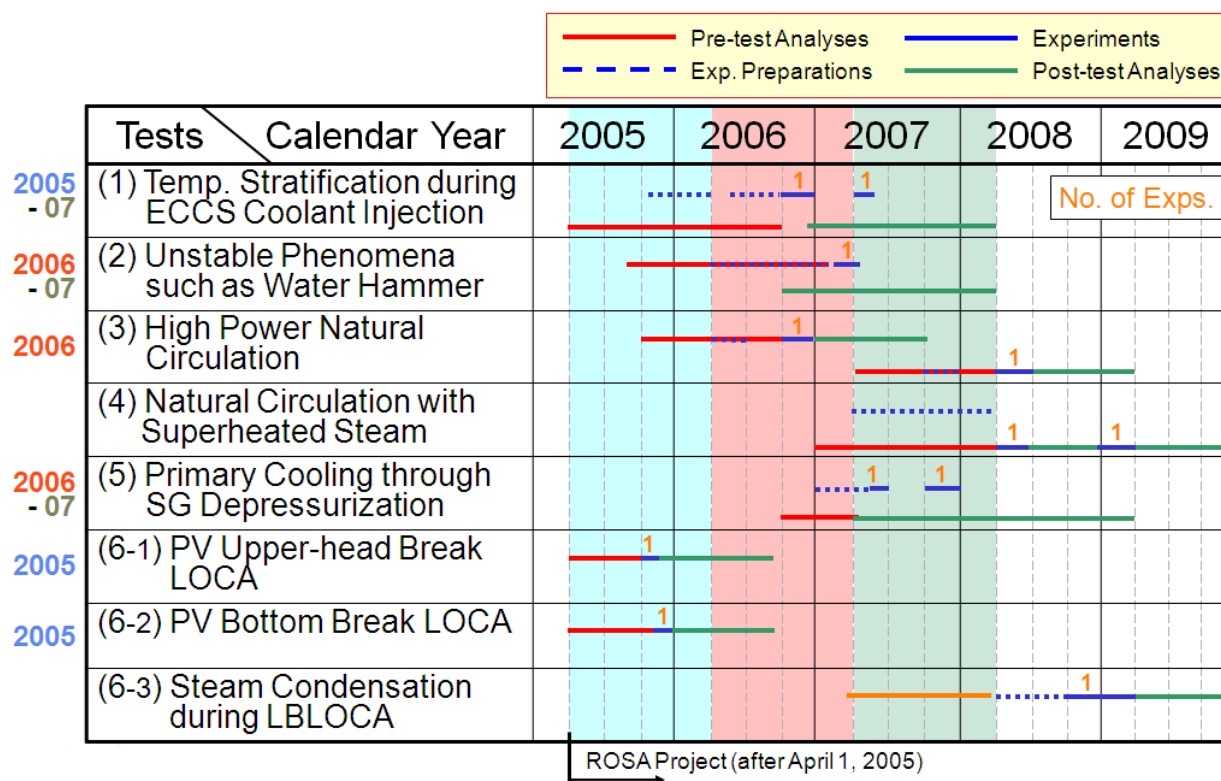 Pre-test Analyses
Experiments
Exp. Preparations
Post-test Analyses
Tests
Calendar Year
2005
2006
2007
2008
2009
2005
- 07
(1) Temp. Stratification during
ECCS Coolant Injection
1
1
No. of Exps.
2006
- 07
(2) Unstable Phenomena
such as Water Hammer
1
2006
(3) High Power Natural
Circulation
1
1
(4) Natural Circulation with
Superheated Steam
1
1
2006
- 07
(5) Primary Cooling through
SG Depressurization
1
1
2005
(6-1) PV Upper-head Break
LOCA
1
2005
(6-2) PV Bottom Break LOCA
1
(6-3) Steam Condensation
during LBLOCA
1
ROSA Project (after April 1, 2005)